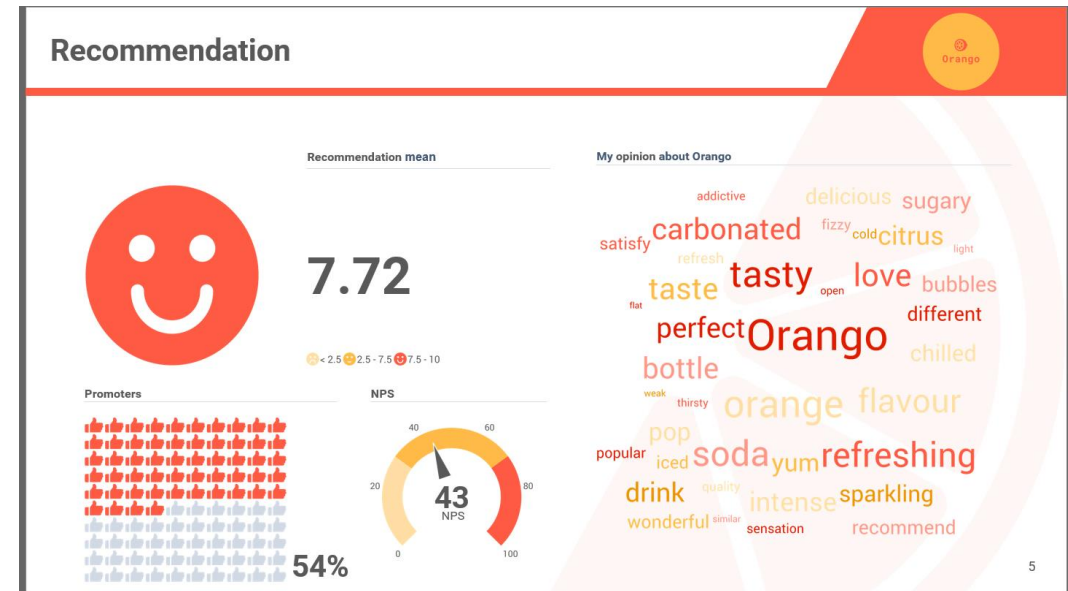 Recommendation
Orango
Recommendation mean
My opinion about Orango
7.72
< 2.5 2.5 - 7.5 7.5 - 10
addictive
delicious
sugary
carbonated
fizzy
cold
citrus
satisfy
light
refresh
tasty
love
bubbles
taste
open
flat
different
perfect
Orango
chilled
bottle
weak
thirsty
orange
flavour
pop
popular
iced
soda
yum
refreshing
drink
quality
intense
sparkling
wonderful
similar
sensation
recommend
Promoters
54%
NPS
0
20
40
60
80
100
43
NPS
5